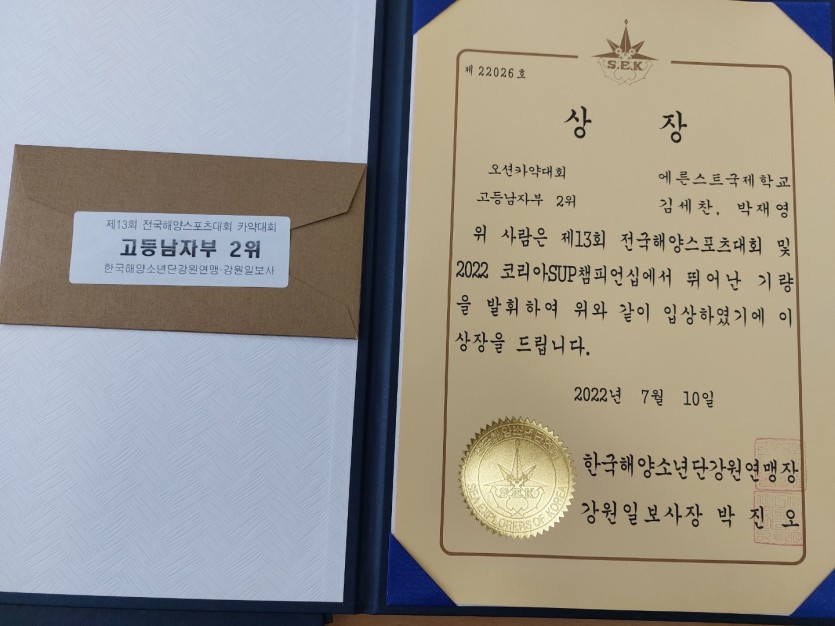 제13회 전국해양스포츠대회 카약대회
고등남자부 2위
한국해양소년단강원연맹·강원일보사
S.E.K
제 22026 호
상 장
오션카약대회
고등남자부 2위
에른스트국제학교
김세찬, 박재영
위 사람은 제13회 전국해양스포츠대회 및
2022 코리아SUP챔피언십에서 뛰어난 기량
을 발휘하여 위와 같이 입상하였기에 이
상장을 드립니다.
2022년 7월 10일
한국해양소년단강원연맹장
강원일보사장 박진오
S.E.K
SEA EXPLORERS OF KOREA